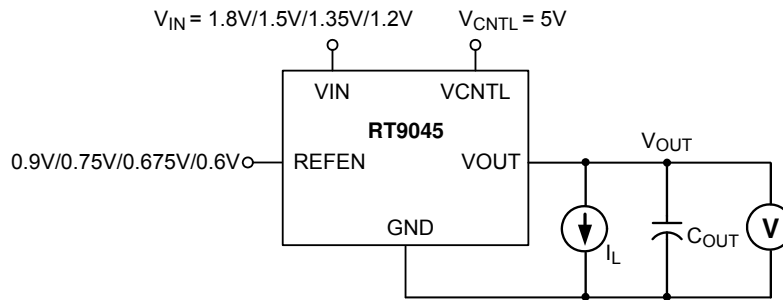 V_IN = 1.8V/1.5V/1.35V/1.2V
V_CNTL = 5V
VIN
VCNTL
RT9045
0.9V/0.75V/0.675V/0.6V
REFEN
VOUT
V_OUT
GND
I_L
C_OUT
V